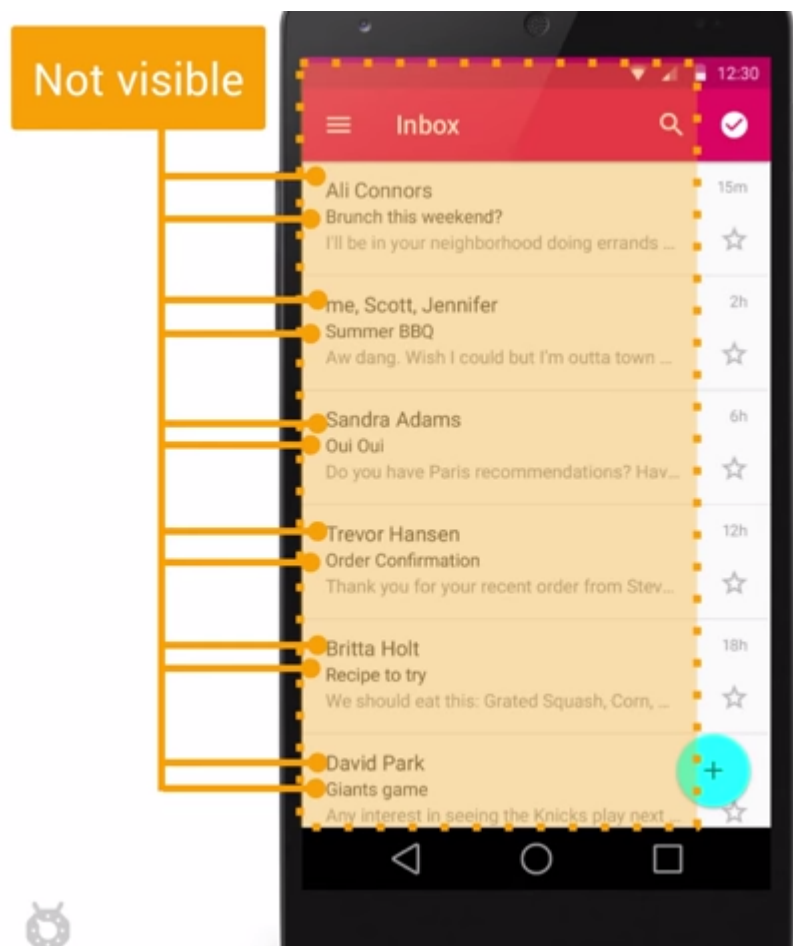 Not visible
12:30
Inbox
Ali Connors
15m
Brunch this weekend?
I'll be in your neighborhood doing errands ...
me, Scott, Jennifer
2h
Summer BBQ
Aw dang. Wish I could but I'm outta town ...
Sandra Adams
6h
Oui Oui
Do you have Paris recommendations? Hav...
Trevor Hansen
12h
Order Confirmation
Thank you for your recent order from Stev...
Britta Holt
18h
Recipe to try
We should eat this: Grated Squash, Corn, ...
David Park
Giants game
Any interest in seeing the Knicks play next ...